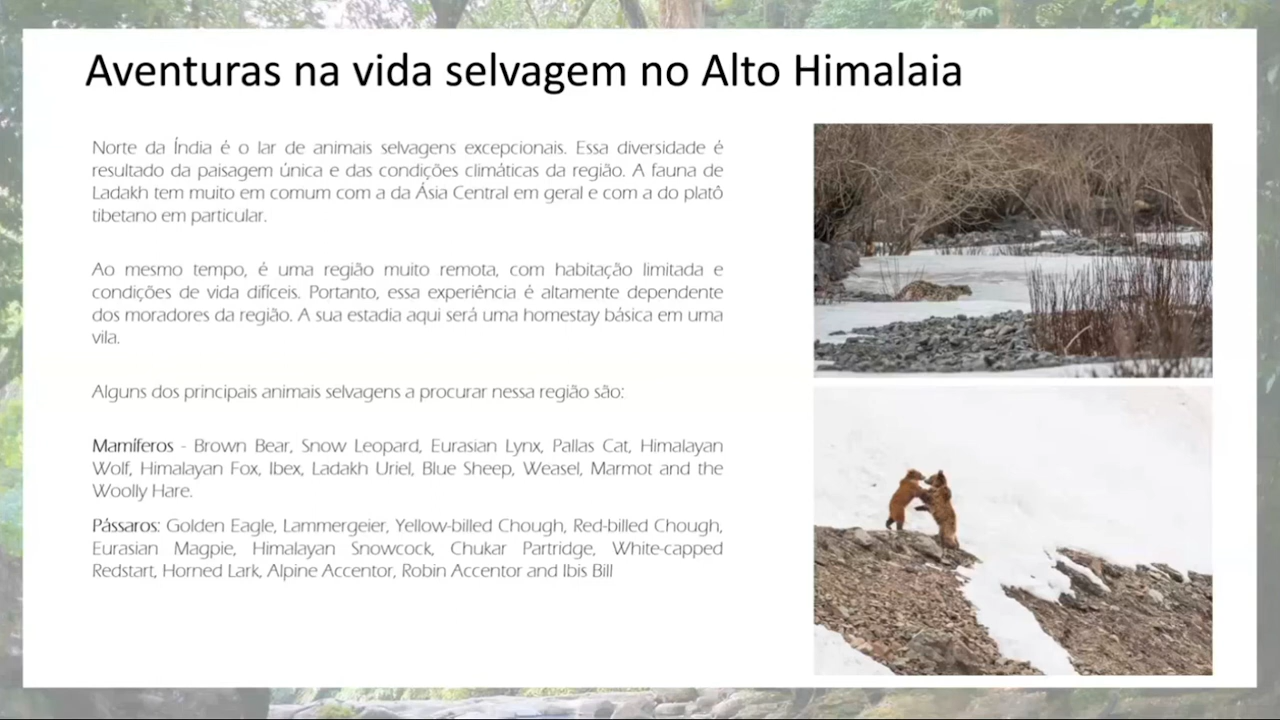 Aventuras na vida selvagem no Alto Himalaia
Norte da Índia é o lar de animais selvagens excepcionais. Essa diversidade é
resultado da paisagem única e das condições climáticas da região. A fauna de
Ladakh tem muito em comum com a da Ásia Central em geral e com a do platô
tibetano em particular.
Ao mesmo tempo, é uma região muito remota, com habitação limitada e
condições de vida difíceis. Portanto, essa experiência é altamente dependente
dos moradores da região. A sua estadia aqui será uma homestay básica em uma
vila.
Alguns dos principais animais selvagens a procurar nessa região são:
Mamíferos - Brown Bear, Snow Leopard, Eurasian Lynx, Pallas Cat, Himalayan
Wolf, Himalayan Fox, Ibex, Ladakh Uriel, Blue Sheep, Weasel, Marmot and the
Woolly Hare.
Pássaros: Golden Eagle, Lammergeier, Yellow-billed Chough, Red-billed Chough,
Eurasian Magpie, Himalayan Snowcock, Chukar Partridge, White-capped
Redstart, Horned Lark, Alpine Accentor, Robin Accentor and Ibis Bill